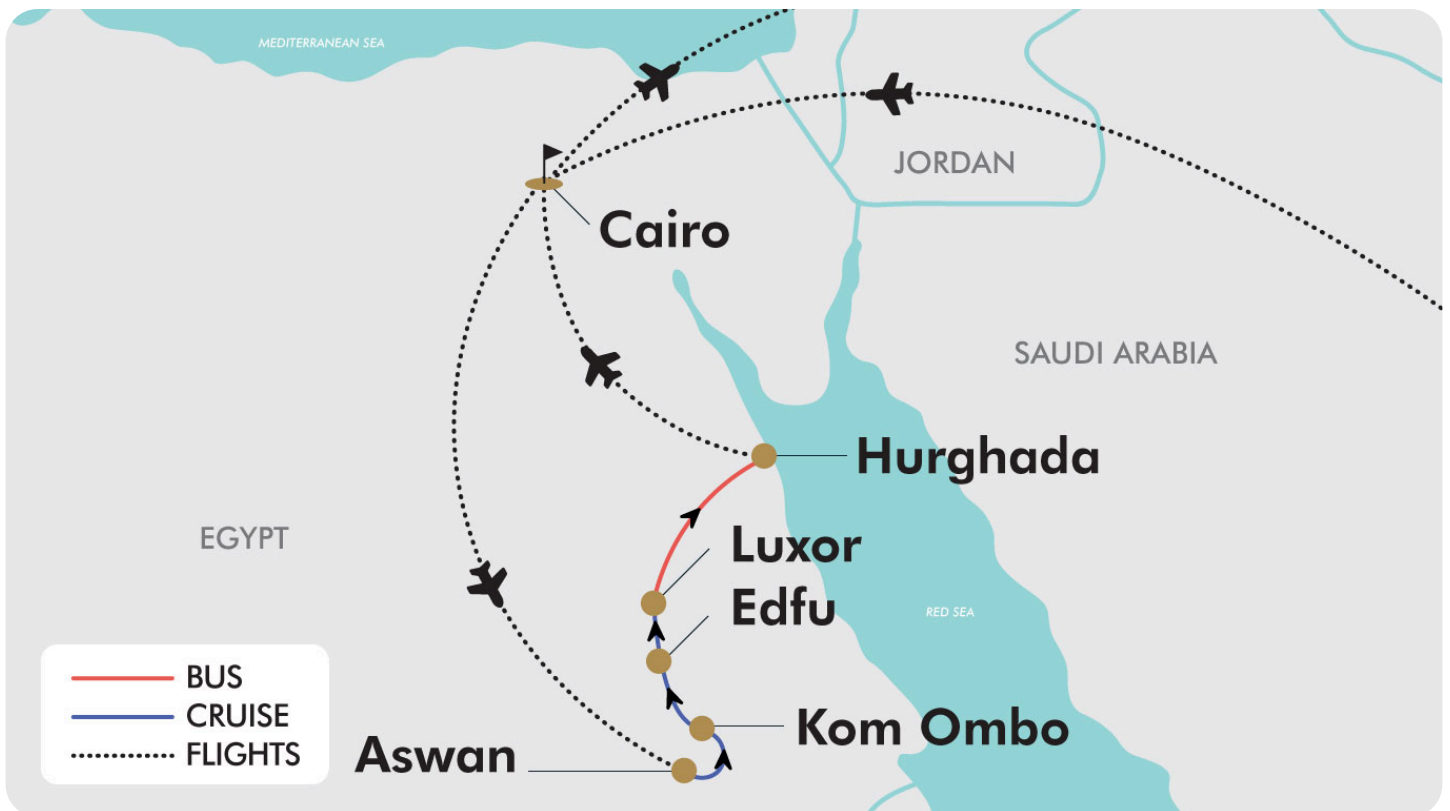 MEDITERRANEAN SEA
JORDAN
Cairo
SAUDI ARABIA
Hurghada
EGYPT
Luxor
Edfu
RED SEA
BUS
CRUISE
FLIGHTS
Kom Ombo
Aswan